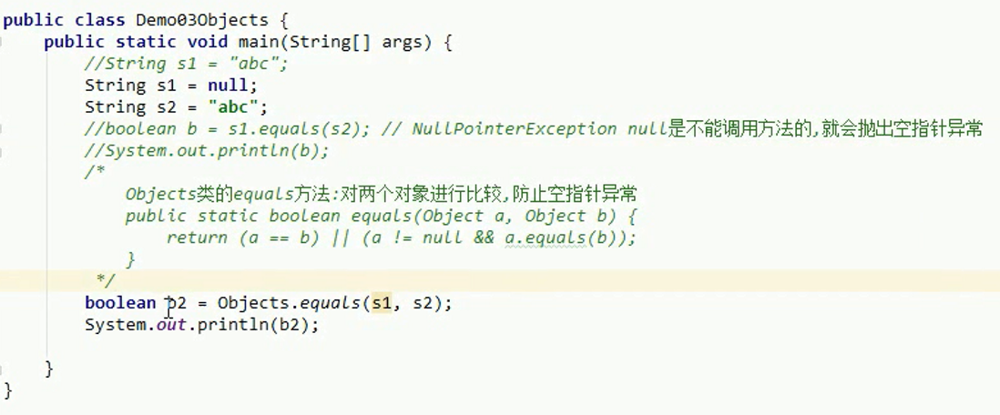 public class Demo03Objects {
public static void main(String[] args) {
//String s1 = "abc";
String s1 = null;
String s2 = "abc";
//boolean b = s1.equals(s2); // NullPointerException null是不能调用方法的,就会抛出空指针异常
//System.out.println(b);
/*
Objects类的equals方法:对两个对象进行比较,防止空指针异常
public static boolean equals(Object a, Object b) {
return (a == b) || (a != null && a.equals(b));
}
*/
boolean b2 = Objects.equals(s1, s2);
System.out.println(b2);
}
}